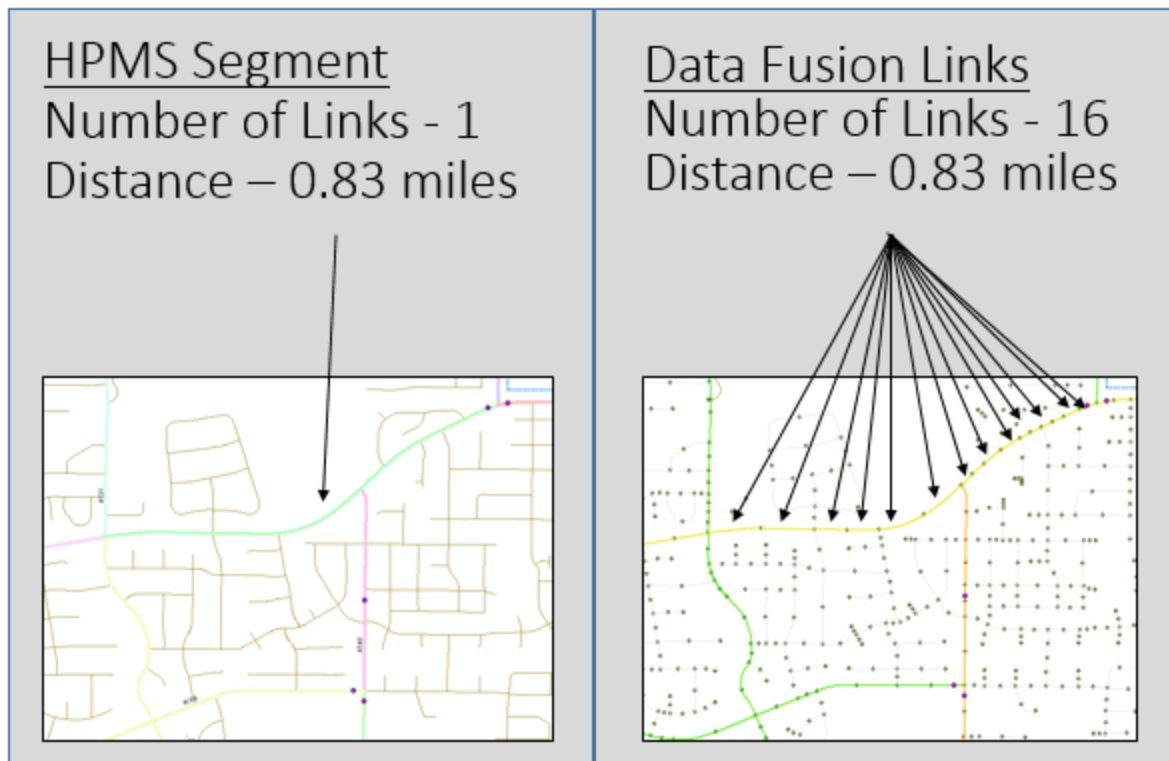 HPMS Segment
Number of Links - 1
Distance – 0.83 miles
Data Fusion Links
Number of Links - 16
Distance – 0.83 miles